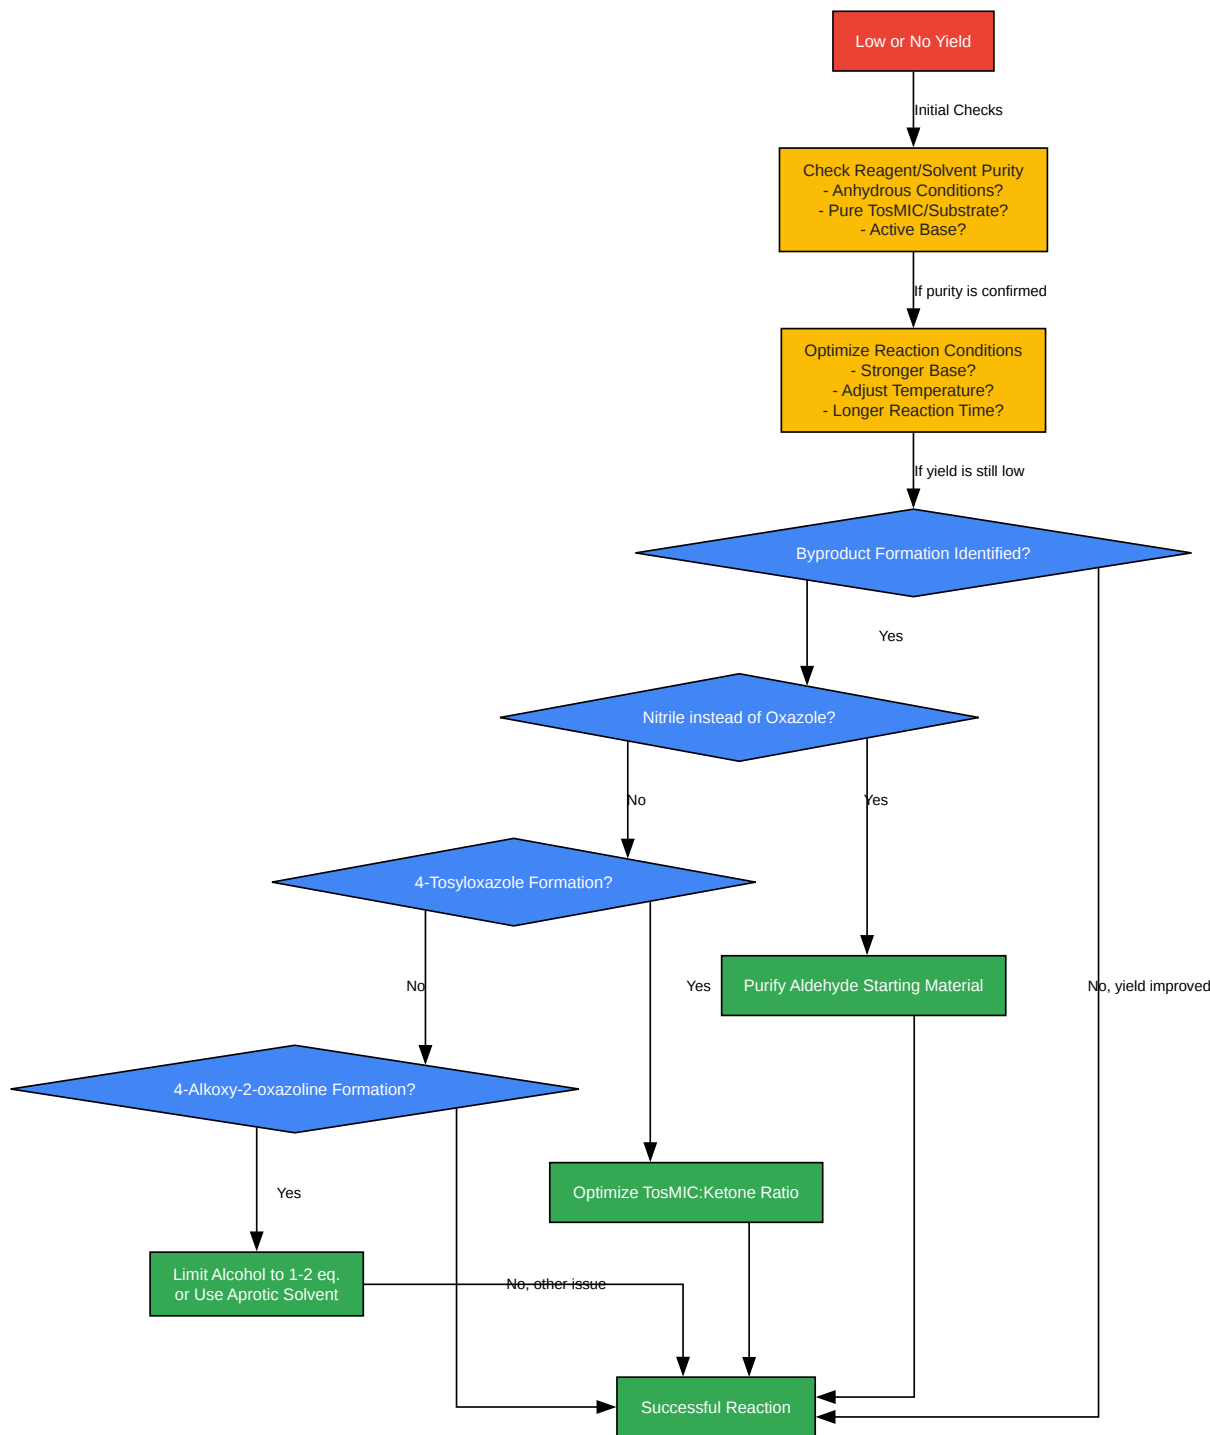 Low or No Yield
Initial Checks
Check Reagent/Solvent Purity
- Anhydrous Conditions?
- Pure TosMIC/Substrate?
- Active Base?
If purity is confirmed
Optimize Reaction Conditions
- Stronger Base?
- Adjust Temperature?
- Longer Reaction Time?
If yield is still low
Byproduct Formation Identified?
Yes
Nitrile instead of Oxazole?
No
Yes
4-Tosyloxazole Formation?
No
Yes
Purify Aldehyde Starting Material
No, yield improved
4-Alkoxy-2-oxazoline Formation?
Yes
Optimize TosMIC:Ketone Ratio
Limit Alcohol to 1-2 eq.
or Use Aprotic Solvent
No, other issue
Successful Reaction